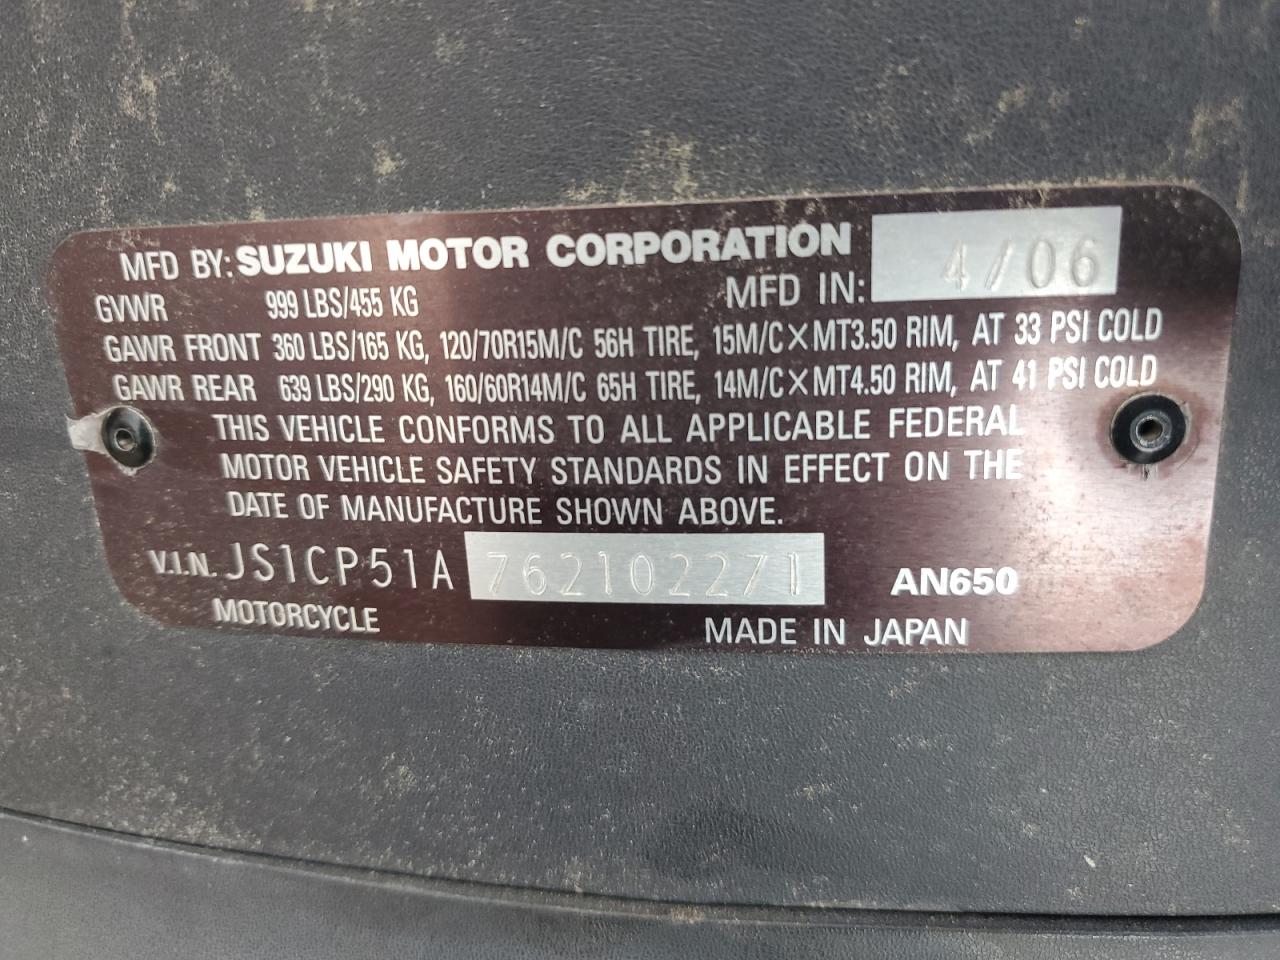 MFD BY: SUZUKI MOTOR CORPORATION
MFD IN: 4/06
GVWR 999 LBS/455 KG
GAWR FRONT 360 LBS/165 KG, 120/70R15M/C 56H TIRE, 15M/C×MT3.50 RIM, AT 33 PSI COLD
GAWR REAR 639 LBS/290 KG, 160/60R14M/C 65H TIRE, 14M/C×MT4.50 RIM, AT 41 PSI COLD
THIS VEHICLE CONFORMS TO ALL APPLICABLE FEDERAL
MOTOR VEHICLE SAFETY STANDARDS IN EFFECT ON THE
DATE OF MANUFACTURE SHOWN ABOVE.
V.I.N. JS1CP51A 762102271 AN650
MOTORCYCLE MADE IN JAPAN